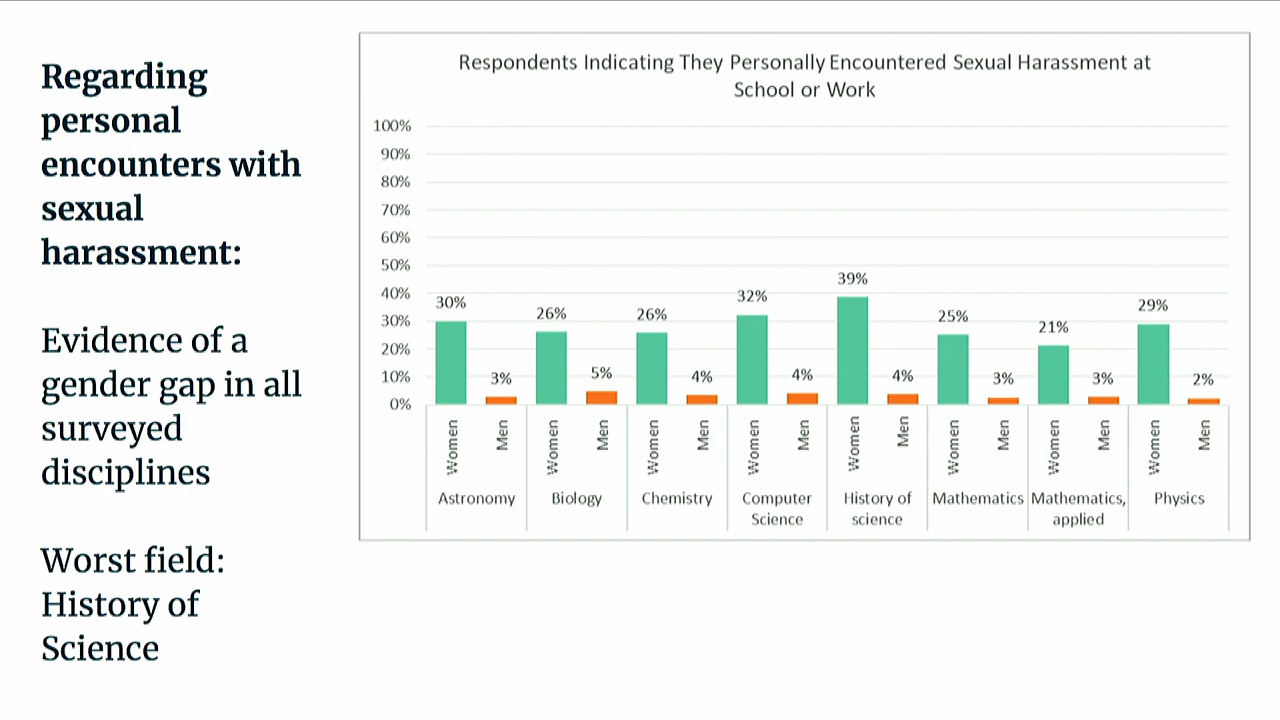 Regarding
personal
encounters with
sexual
harassment:
Evidence of a
gender gap in all
surveyed
disciplines
Worst field:
History of
Science
Respondents Indicating They Personally Encountered Sexual Harassment at
School or Work
100%
90%
80%
70%
60%
50%
40%
30%
20%
10%
0%
30%
3%
26%
5%
26%
4%
32%
4%
39%
4%
25%
3%
21%
3%
29%
2%
Women
Men
Women
Men
Women
Men
Women
Men
Women
Men
Women
Men
Women
Men
Women
Men
Astronomy
Biology
Chemistry
Computer
Science
History of
science
Mathematics
Mathematics,
applied
Physics